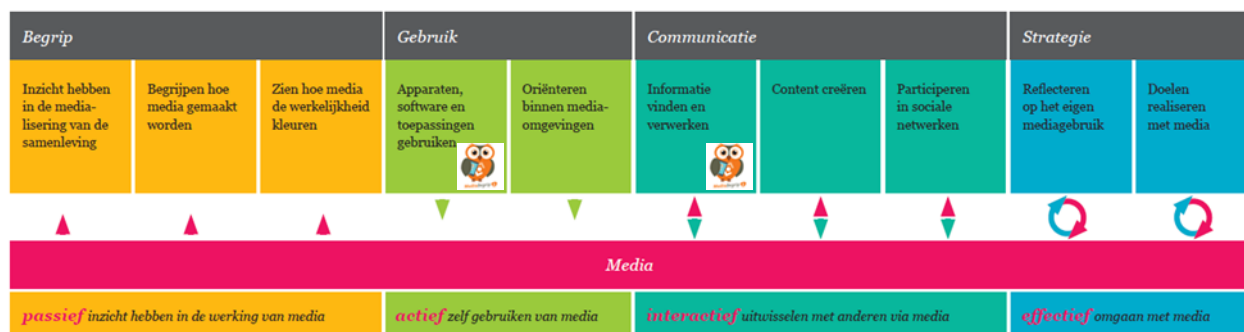 Begrip
Gebruik
Communicatie
Strategie
Inzicht hebben
in de media-
lisering van de
samenleving
Begrijpen hoe
media gemaakt
worden
Zien hoe media
de werkelijkheid
kleuren
Apparaten,
software en
toepassingen
gebruiken
Oriënteren
binnen media-
omgevingen
Informatie
vinden en
verwerken
Content creëren
Participeren
in sociale
netwerken
Reflecteren
op het eigen
mediagebruik
Doelen
realiseren
met media
Media
passief inzicht hebben in de werking van media
actief zelf gebruiken van media
interactief uitwisselen met anderen via media
effectief omgaan met media